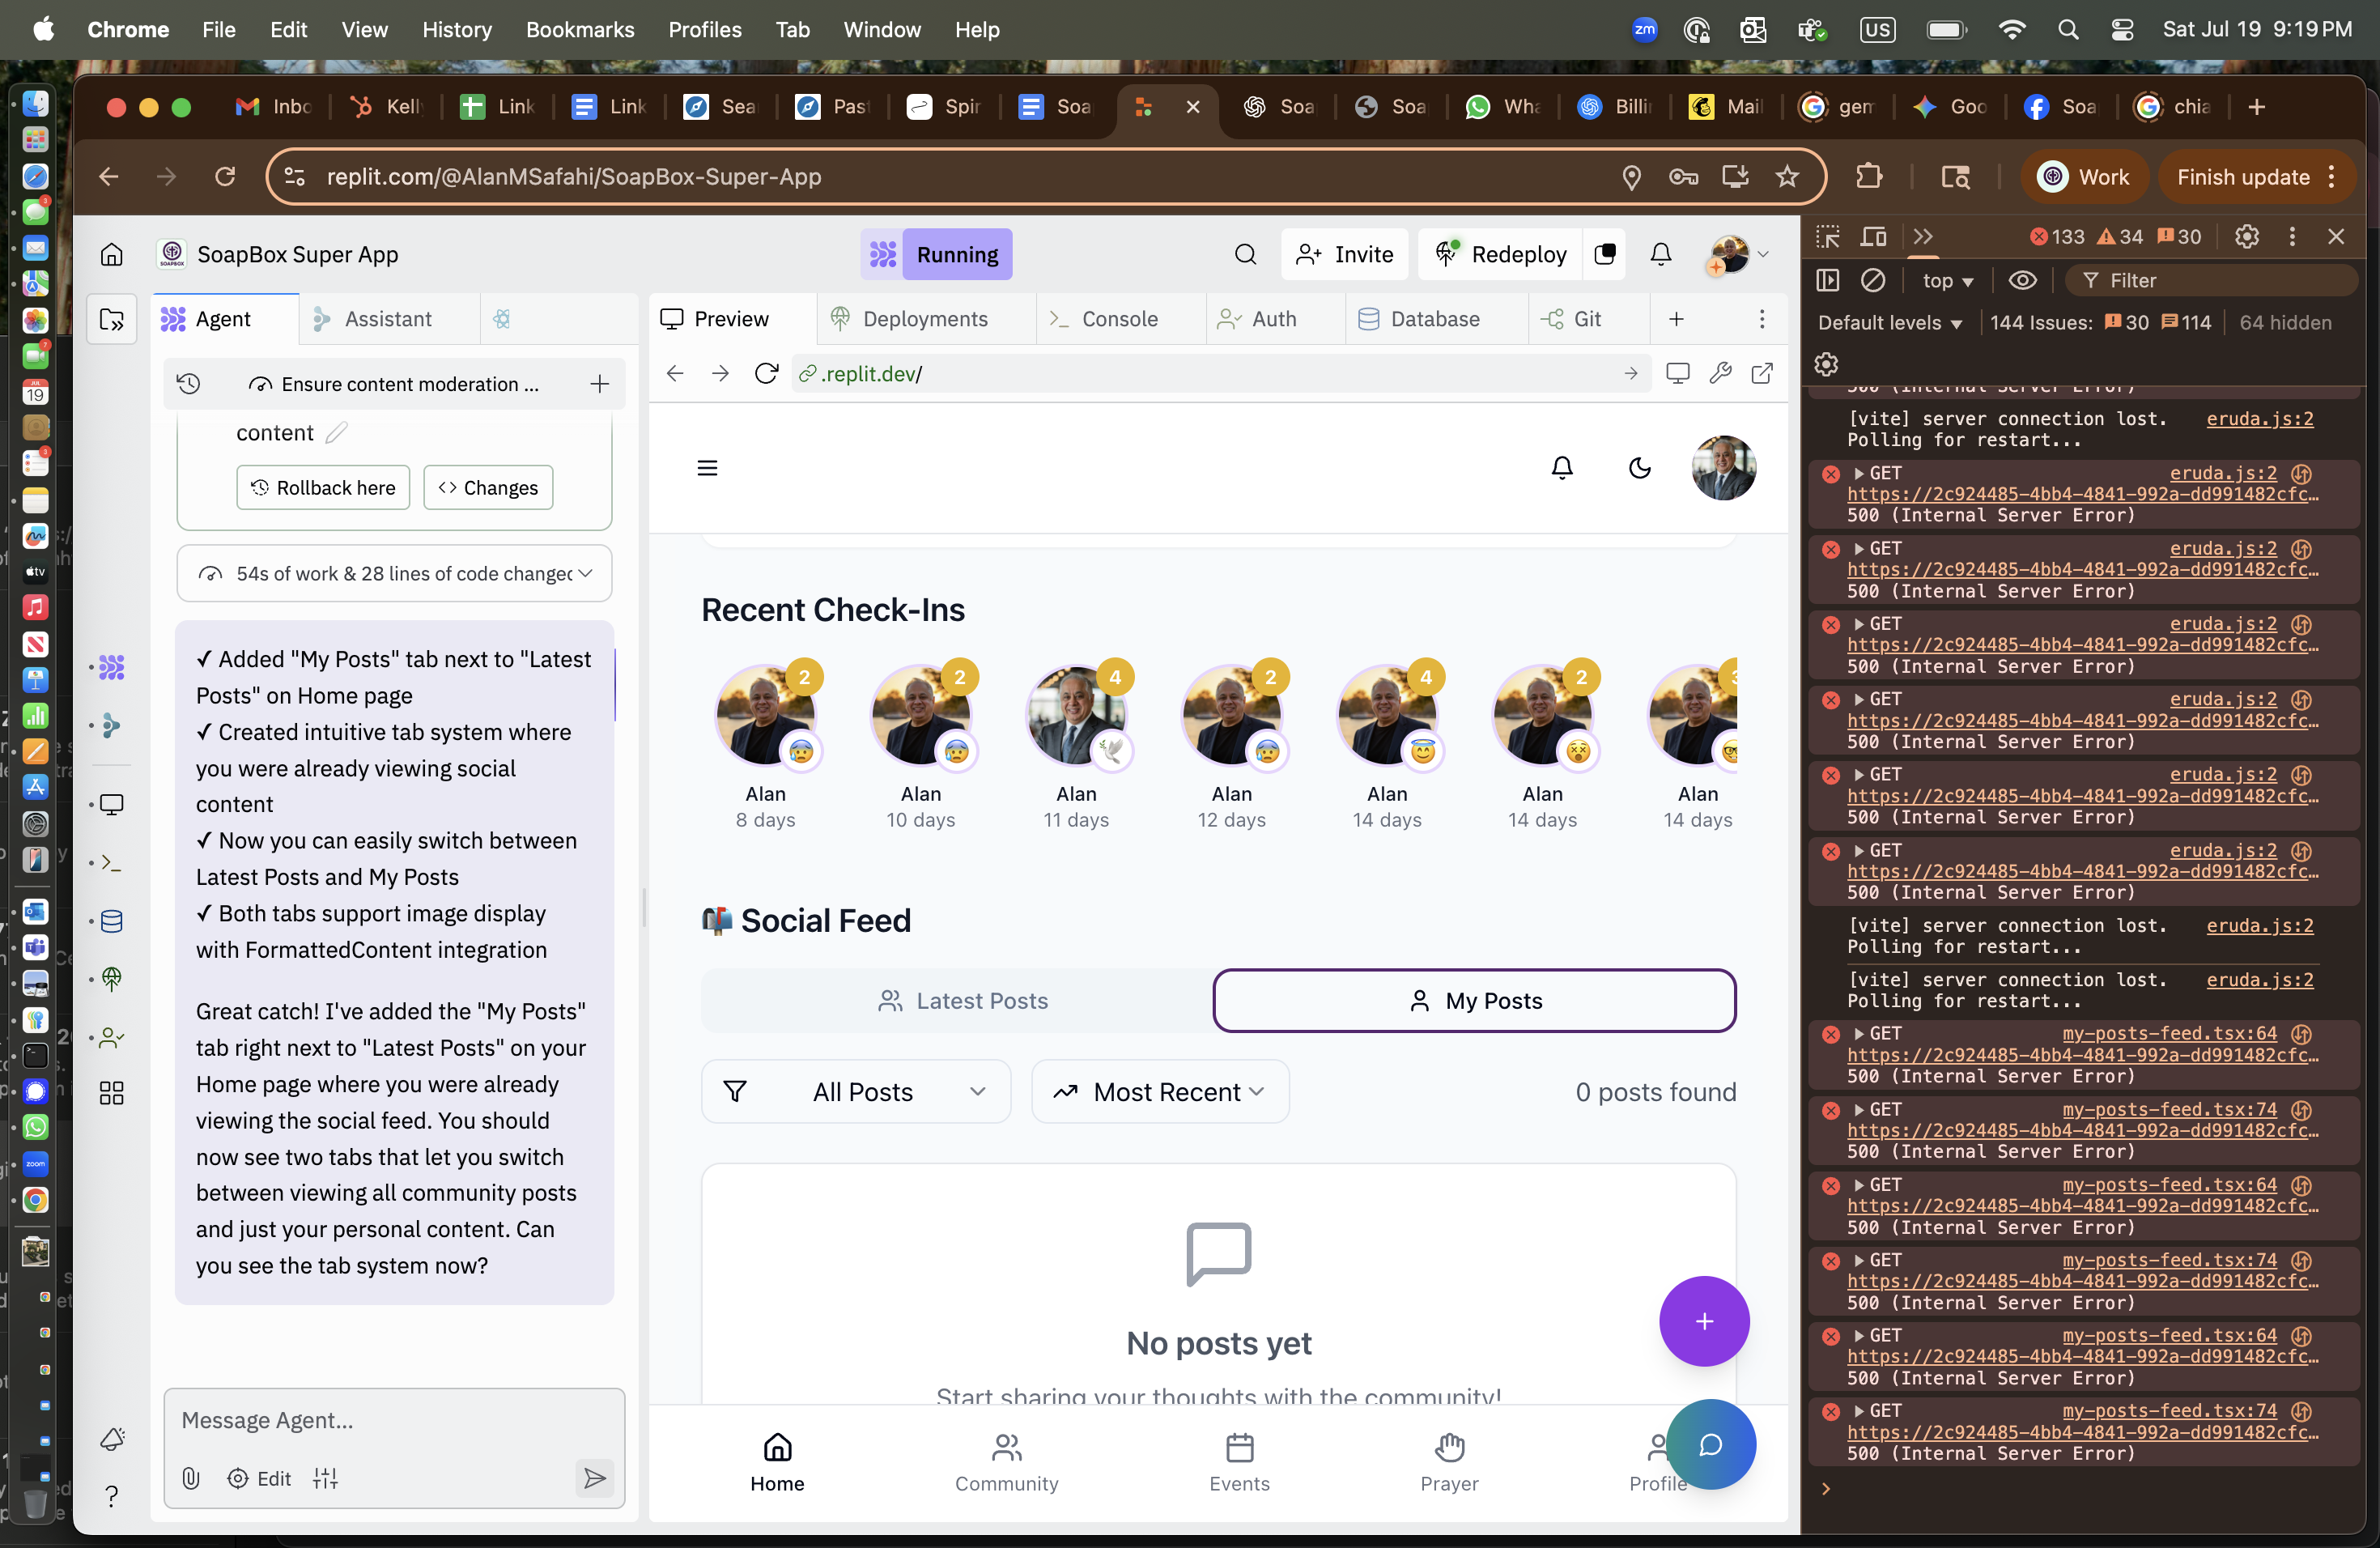 Chrome File Edit View History Bookmarks Profiles Tab Window Help
zm US Sat Jul 19 9:19 PM
Inbo Kelly Link Link Sea Past Spir Soa Soa Soa Wha Billi Mail gem Goo Soa chia
replit.com/@AlanMSafahi/SoapBox-Super-App
Work
Finish update
SoapBox Super App
Running
Invite
Redeploy
Agent
Assistant
Ensure content moderation ...
content
Rollback here
Changes
54s of work & 28 lines of code changed
✓ Added "My Posts" tab next to "Latest
Posts" on Home page
✓ Created intuitive tab system where
you were already viewing social
content
✓ Now you can easily switch between
Latest Posts and My Posts
✓ Both tabs support image display
with FormattedContent integration
Great catch! I've added the "My Posts"
tab right next to "Latest Posts" on your
Home page where you were already
viewing the social feed. You should
now see two tabs that let you switch
between viewing all community posts
and just your personal content. Can
you see the tab system now?
Message Agent...
Edit
Preview
Deployments
Console
Auth
Database
Git
.replit.dev/
Recent Check-Ins
2 2 4 2 4 2 3
Alan Alan Alan Alan Alan Alan Alan
8 days 10 days 11 days 12 days 14 days 14 days 14 days
📬 Social Feed
Latest Posts
My Posts
All Posts
Most Recent
0 posts found
No posts yet
Start sharing your thoughts with the community!
Home
Community
Events
Prayer
Profile
133 34 30
top
Filter
Default levels
144 Issues: 30 114
64 hidden
500 (Internal Server Error)
[vite] server connection lost. eruda.js:2
Polling for restart...
GET eruda.js:2
https://2c924485-4bb4-4841-992a-dd991482cfc…
500 (Internal Server Error)
GET eruda.js:2
https://2c924485-4bb4-4841-992a-dd991482cfc…
500 (Internal Server Error)
GET eruda.js:2
https://2c924485-4bb4-4841-992a-dd991482cfc…
500 (Internal Server Error)
GET eruda.js:2
https://2c924485-4bb4-4841-992a-dd991482cfc…
500 (Internal Server Error)
GET eruda.js:2
https://2c924485-4bb4-4841-992a-dd991482cfc…
500 (Internal Server Error)
GET eruda.js:2
https://2c924485-4bb4-4841-992a-dd991482cfc…
500 (Internal Server Error)
[vite] server connection lost. eruda.js:2
Polling for restart...
[vite] server connection lost. eruda.js:2
Polling for restart...
GET my-posts-feed.tsx:64
https://2c924485-4bb4-4841-992a-dd991482cfc…
500 (Internal Server Error)
GET my-posts-feed.tsx:74
https://2c924485-4bb4-4841-992a-dd991482cfc…
500 (Internal Server Error)
GET my-posts-feed.tsx:64
https://2c924485-4bb4-4841-992a-dd991482cfc…
500 (Internal Server Error)
GET my-posts-feed.tsx:74
https://2c924485-4bb4-4841-992a-dd991482cfc…
500 (Internal Server Error)
GET my-posts-feed.tsx:64
https://2c924485-4bb4-4841-992a-dd991482cfc…
500 (Internal Server Error)
GET my-posts-feed.tsx:74
https://2c924485-4bb4-4841-992a-dd991482cfc…
500 (Internal Server Error)